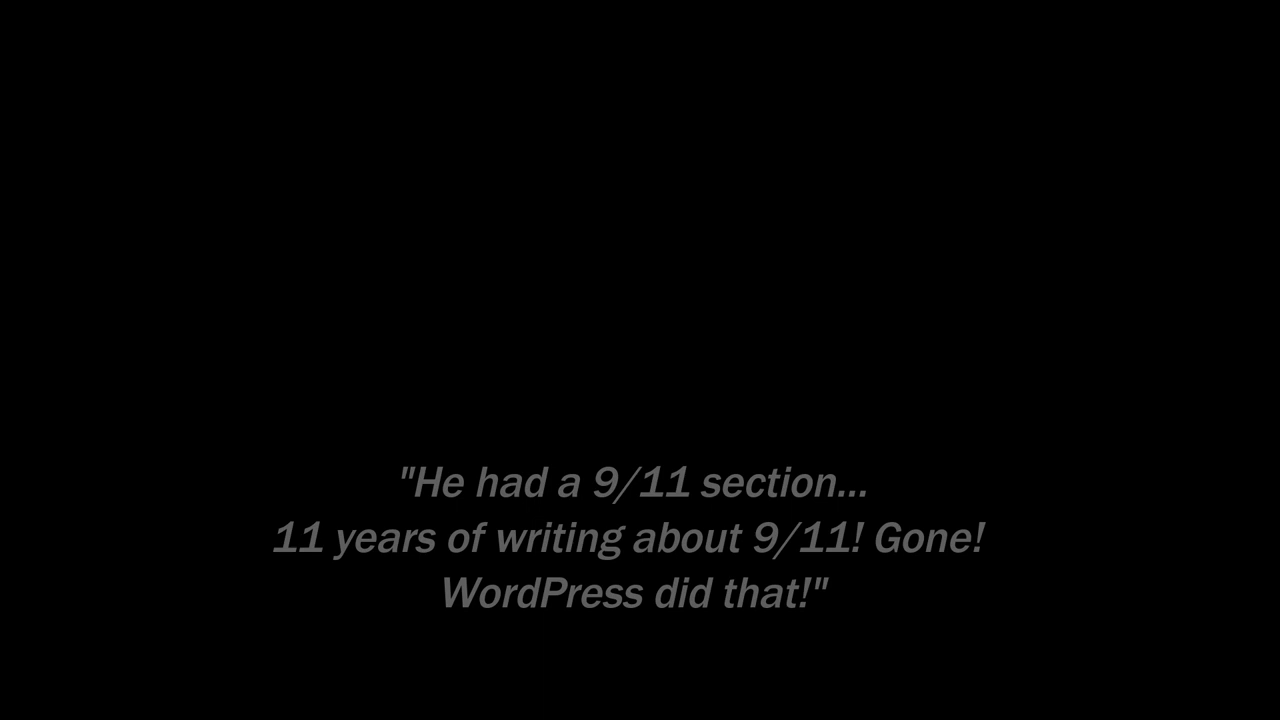 "He had a 9/11 section...
11 years of writing about 9/11! Gone!
WordPress did that!"